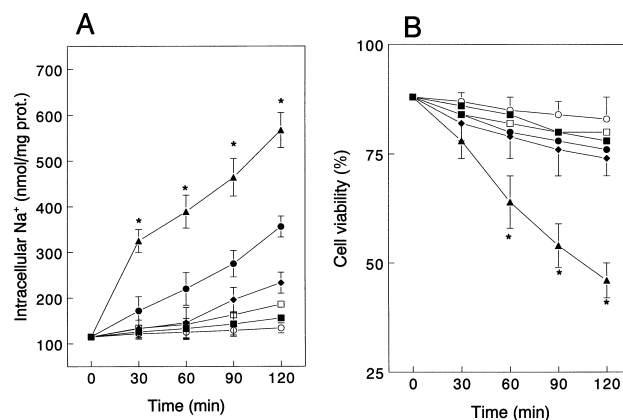 A
B
Intracellular Na⁺ (nmol/mg prot.)
700
600
500
400
300
200
100
* * * *
0 30 60 90 120
Time (min)
Cell viability (%)
100
75
50
25
* * *
0 30 60 90 120
Time (min)